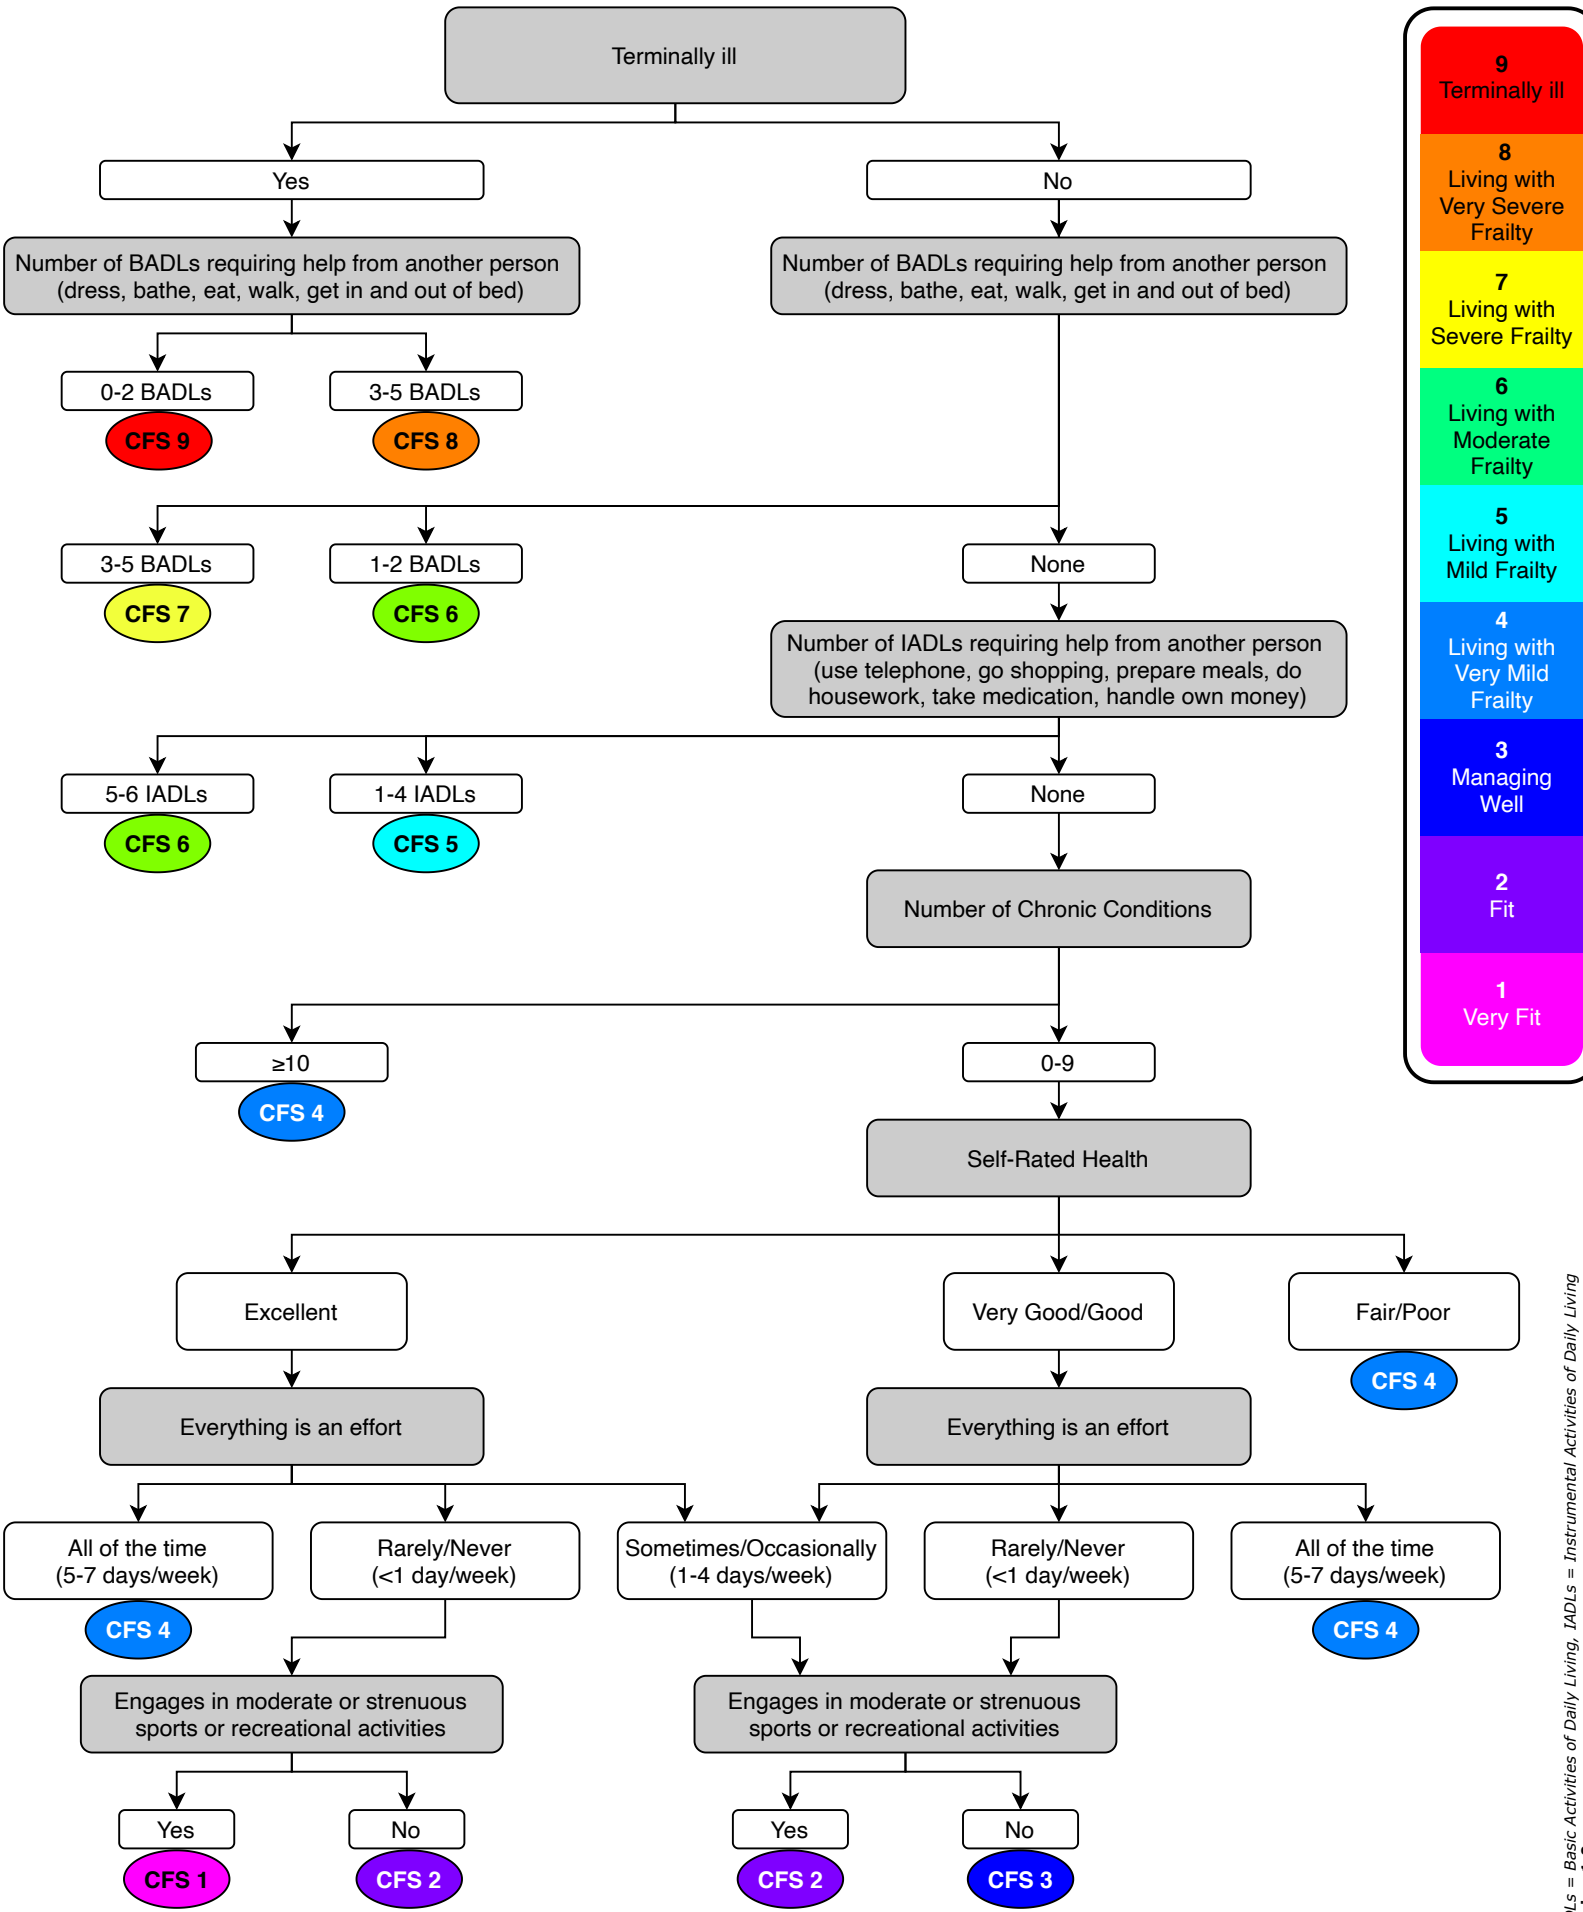 Terminally ill
Yes
No
Number of BADLs requiring help from another person
(dress, bathe, eat, walk, get in and out of bed)
Number of BADLs requiring help from another person
(dress, bathe, eat, walk, get in and out of bed)
0-2 BADLs
3-5 BADLs
CFS 9
CFS 8
3-5 BADLs
1-2 BADLs
None
CFS 7
CFS 6
Number of IADLs requiring help from another person
(use telephone, go shopping, prepare meals, do
housework, take medication, handle own money)
5-6 IADLs
1-4 IADLs
None
CFS 6
CFS 5
Number of Chronic Conditions
≥10
0-9
CFS 4
Self-Rated Health
Excellent
Very Good/Good
Fair/Poor
CFS 4
Everything is an effort
Everything is an effort
All of the time
(5-7 days/week)
Rarely/Never
(<1 day/week)
Sometimes/Occasionally
(1-4 days/week)
Rarely/Never
(<1 day/week)
All of the time
(5-7 days/week)
CFS 4
CFS 4
Engages in moderate or strenuous
sports or recreational activities
Engages in moderate or strenuous
sports or recreational activities
Yes
No
Yes
No
CFS 1
CFS 2
CFS 2
CFS 3
9
Terminally ill
8
Living with
Very Severe
Frailty
7
Living with
Severe Frailty
6
Living with
Moderate
Frailty
5
Living with
Mild Frailty
4
Living with
Very Mild
Frailty
3
Managing
Well
2
Fit
1
Very Fit
= Basic Activities of Daily Living, IADLs = Instrumental Activities of Daily Living